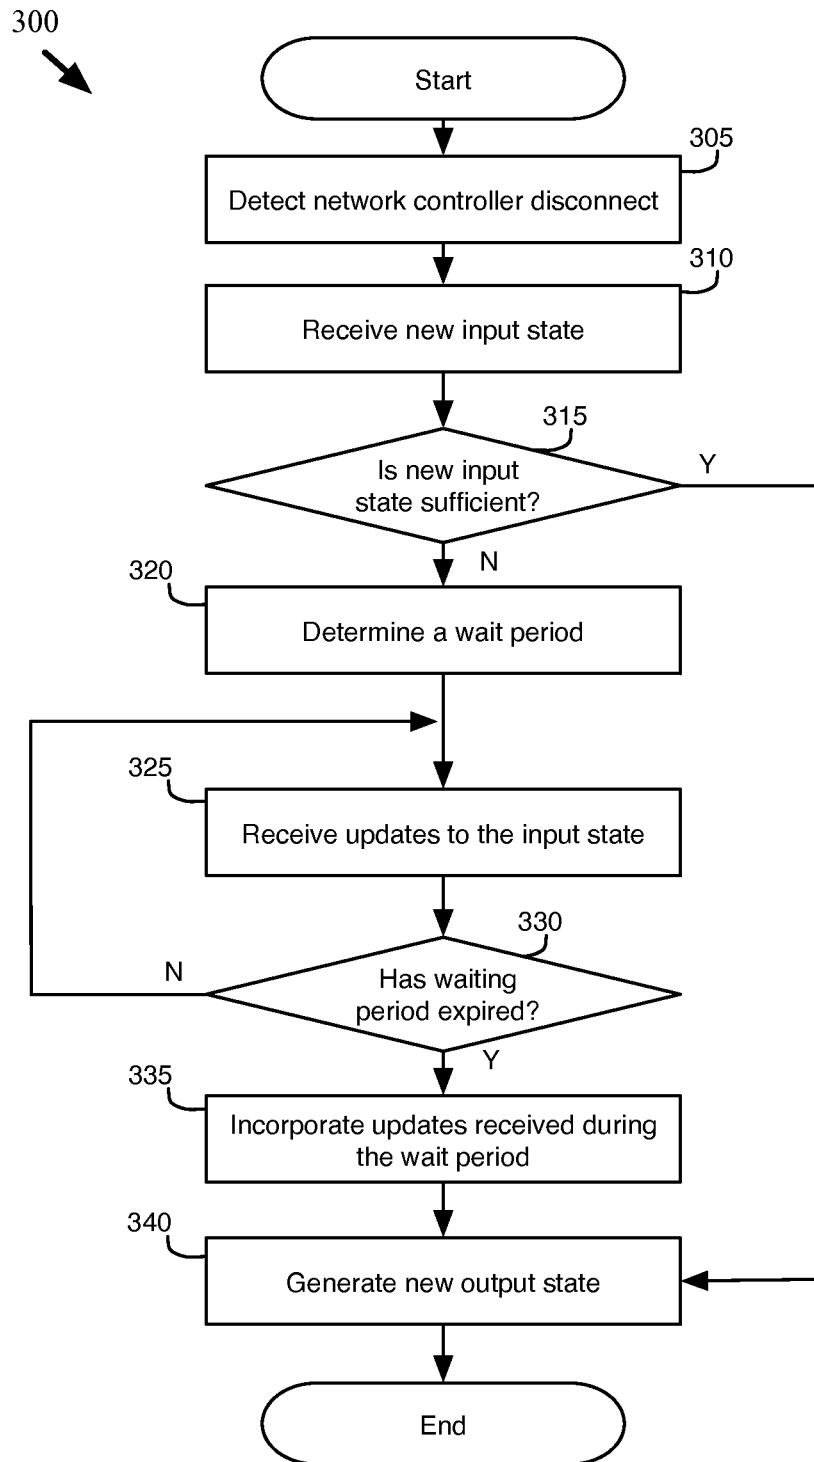 300
Start
305
Detect network controller disconnect
310
Receive new input state
315
Is new input
state sufficient?
Y
N
320
Determine a wait period
325
Receive updates to the input state
330
Has waiting
period expired?
N
Y
335
Incorporate updates received during
the wait period
340
Generate new output state
End